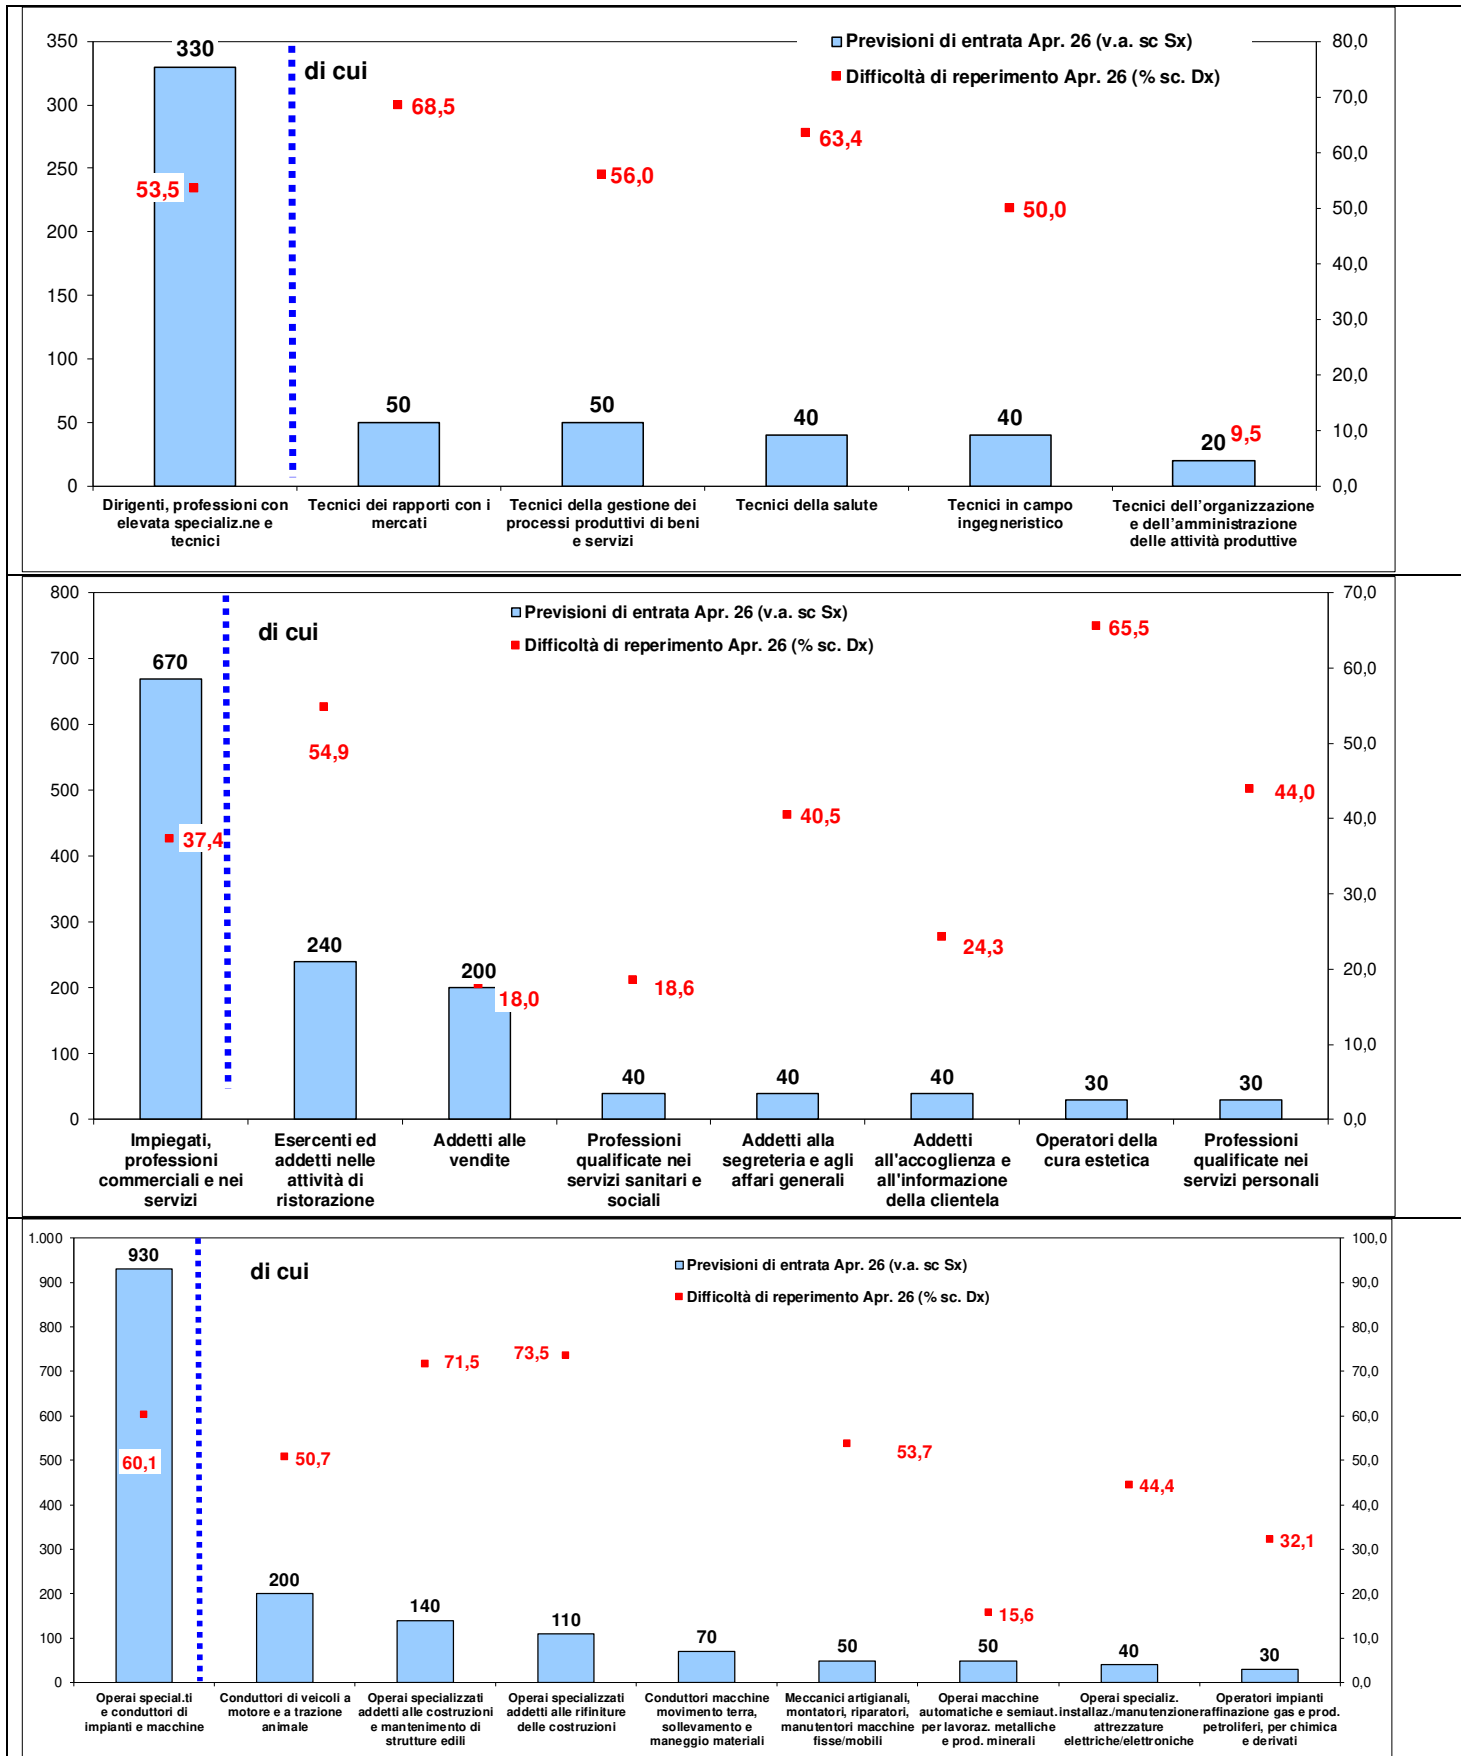 Previsioni di entrata Apr. 26 (v.a. sc Sx)
Difficoltà di reperimento Apr. 26 (% sc. Dx)
di cui
350
300
250
200
150
100
50
0
80,0
70,0
60,0
50,0
40,0
30,0
20,0
10,0
0,0
330
50
50
40
40
20
53,5
68,5
56,0
63,4
50,0
9,5
Dirigenti, professioni con
elevata specializ.ne e
tecnici
Tecnici dei rapporti con i
mercati
Tecnici della gestione dei
processi produttivi di beni
e servizi
Tecnici della salute
Tecnici in campo
ingegneristico
Tecnici dell'organizzazione
e dell'amministrazione
delle attività produttive
Previsioni di entrata Apr. 26 (v.a. sc Sx)
Difficoltà di reperimento Apr. 26 (% sc. Dx)
di cui
800
700
600
500
400
300
200
100
0
70,0
60,0
50,0
40,0
30,0
20,0
10,0
0,0
670
240
200
40
40
40
30
30
37,4
54,9
18,0
18,6
40,5
24,3
65,5
44,0
Impiegati,
professioni
commerciali e nei
servizi
Esercenti ed
addetti nelle
attività di
ristorazione
Addetti alle
vendite
Professioni
qualificate nei
servizi sanitari e
sociali
Addetti alla
segreteria e agli
affari generali
Addetti
all'accoglienza e
all'informazione
della clientela
Operatori della
cura estetica
Professioni
qualificate nei
servizi personali
Previsioni di entrata Apr. 26 (v.a. sc Sx)
Difficoltà di reperimento Apr. 26 (% sc. Dx)
di cui
1.000
900
800
700
600
500
400
300
200
100
0
100,0
90,0
80,0
70,0
60,0
50,0
40,0
30,0
20,0
10,0
0,0
930
200
140
110
70
50
50
40
30
60,1
50,7
71,5
73,5
53,7
15,6
44,4
32,1
Operai special.ti
e conduttori di
impianti e macchine
Conduttori di veicoli a
motore e a trazione
animale
Operai specializzati
addetti alle costruzioni
e mantenimento di
strutture edili
Operai specializzati
addetti alle rifiniture
delle costruzioni
Conduttori macchine
movimento terra,
sollevamento e
maneggio materiali
Meccanici artigianali,
montatori, riparatori,
manutentori macchine
fisse/mobili
Operai macchine
automatiche e semiaut.
per lavoraz. metalliche
e prod. minerali
Operai specializ.
installaz./manutenzione
attrezzature
elettriche/elettroniche
Operatori impianti
raffinazione gas e prod.
petroliferi, per chimica
e derivati